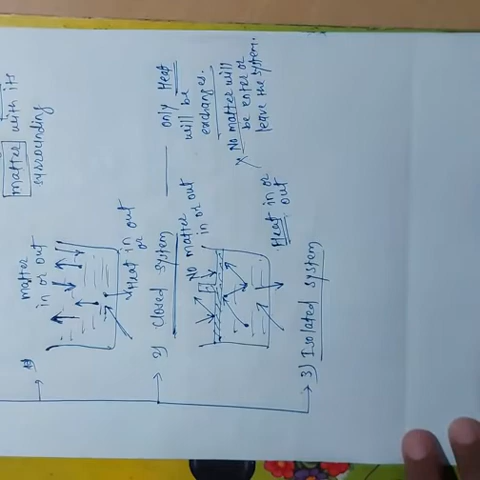 matter with its
syrrounding
matter
in or out
Heat in out
or
2) Closed system
only Heat
will be
exchanges.
No matter
in or out
No matter will
be enter or
leave the system.
Heat in or
out
3) Isolated system